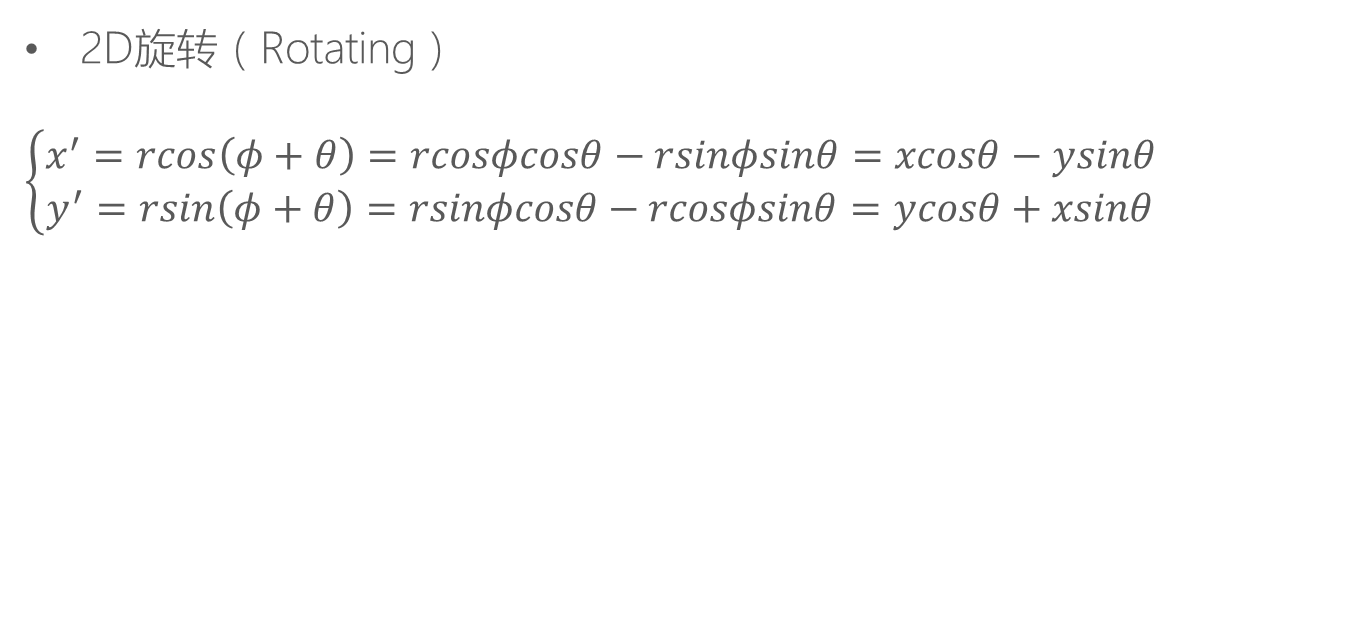 • 2D旋转（Rotating）
x′ = rcos(ϕ + θ) = rcosϕcosθ − rsinϕsinθ = xcosθ − ysinθ
y′ = rsin(ϕ + θ) = rsinϕcosθ − rcosϕsinθ = ycosθ + xsinθ